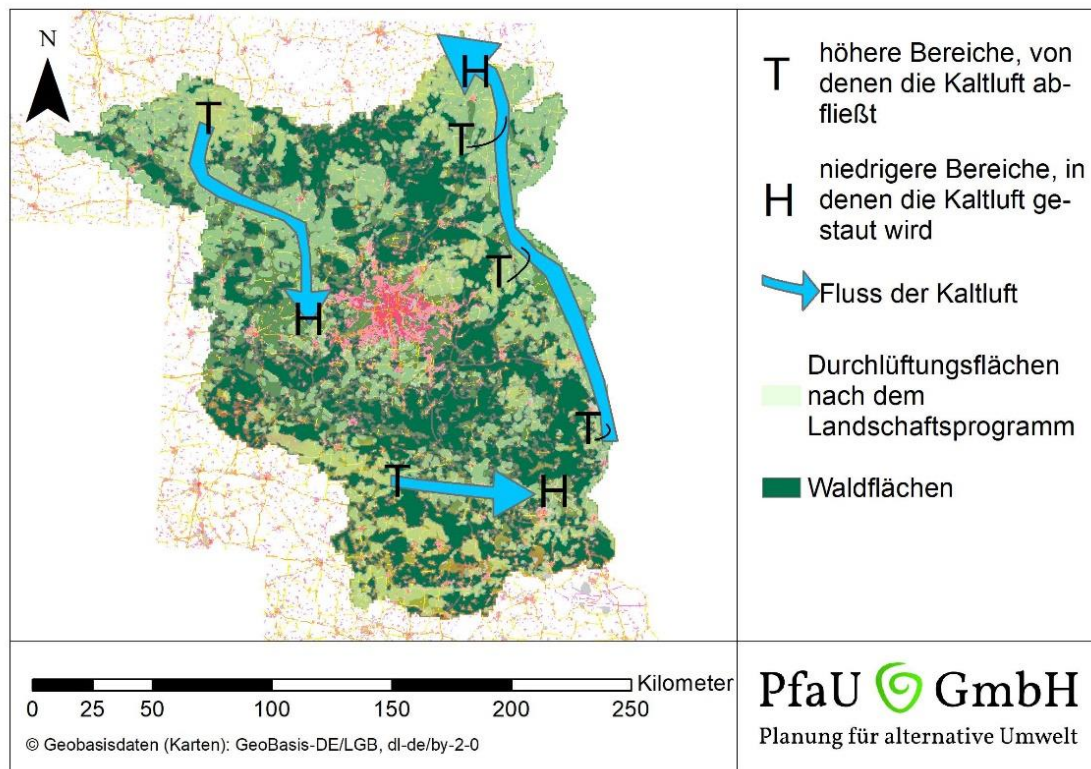 N
T
H
T
T
H
T
T
H
T
höhere Bereiche, von
denen die Kaltluft ab-
fließt
H
niedrigere Bereiche, in
denen die Kaltluft ge-
staut wird
Fluss der Kaltluft
Durchlüftungsflächen
nach dem
Landschaftsprogramm
Waldflächen
Kilometer
0 25 50 100 150 200 250
© Geobasisdaten (Karten): GeoBasis-DE/LGB, dl-de/by-2-0
PfaU GmbH
Planung für alternative Umwelt